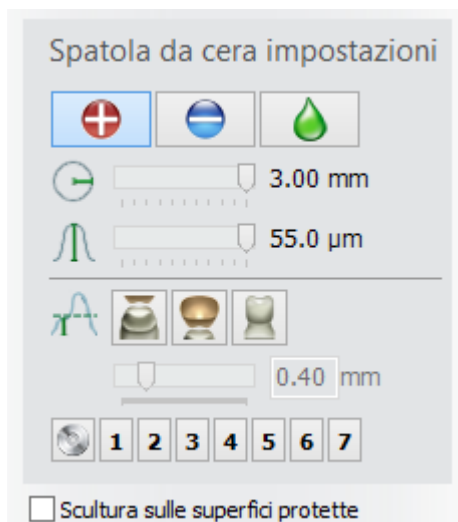 Spatola da cera impostazioni
3.00 mm
55.0 µm
0.40 mm
1 2 3 4 5 6 7
Scultura sulle superfici protette